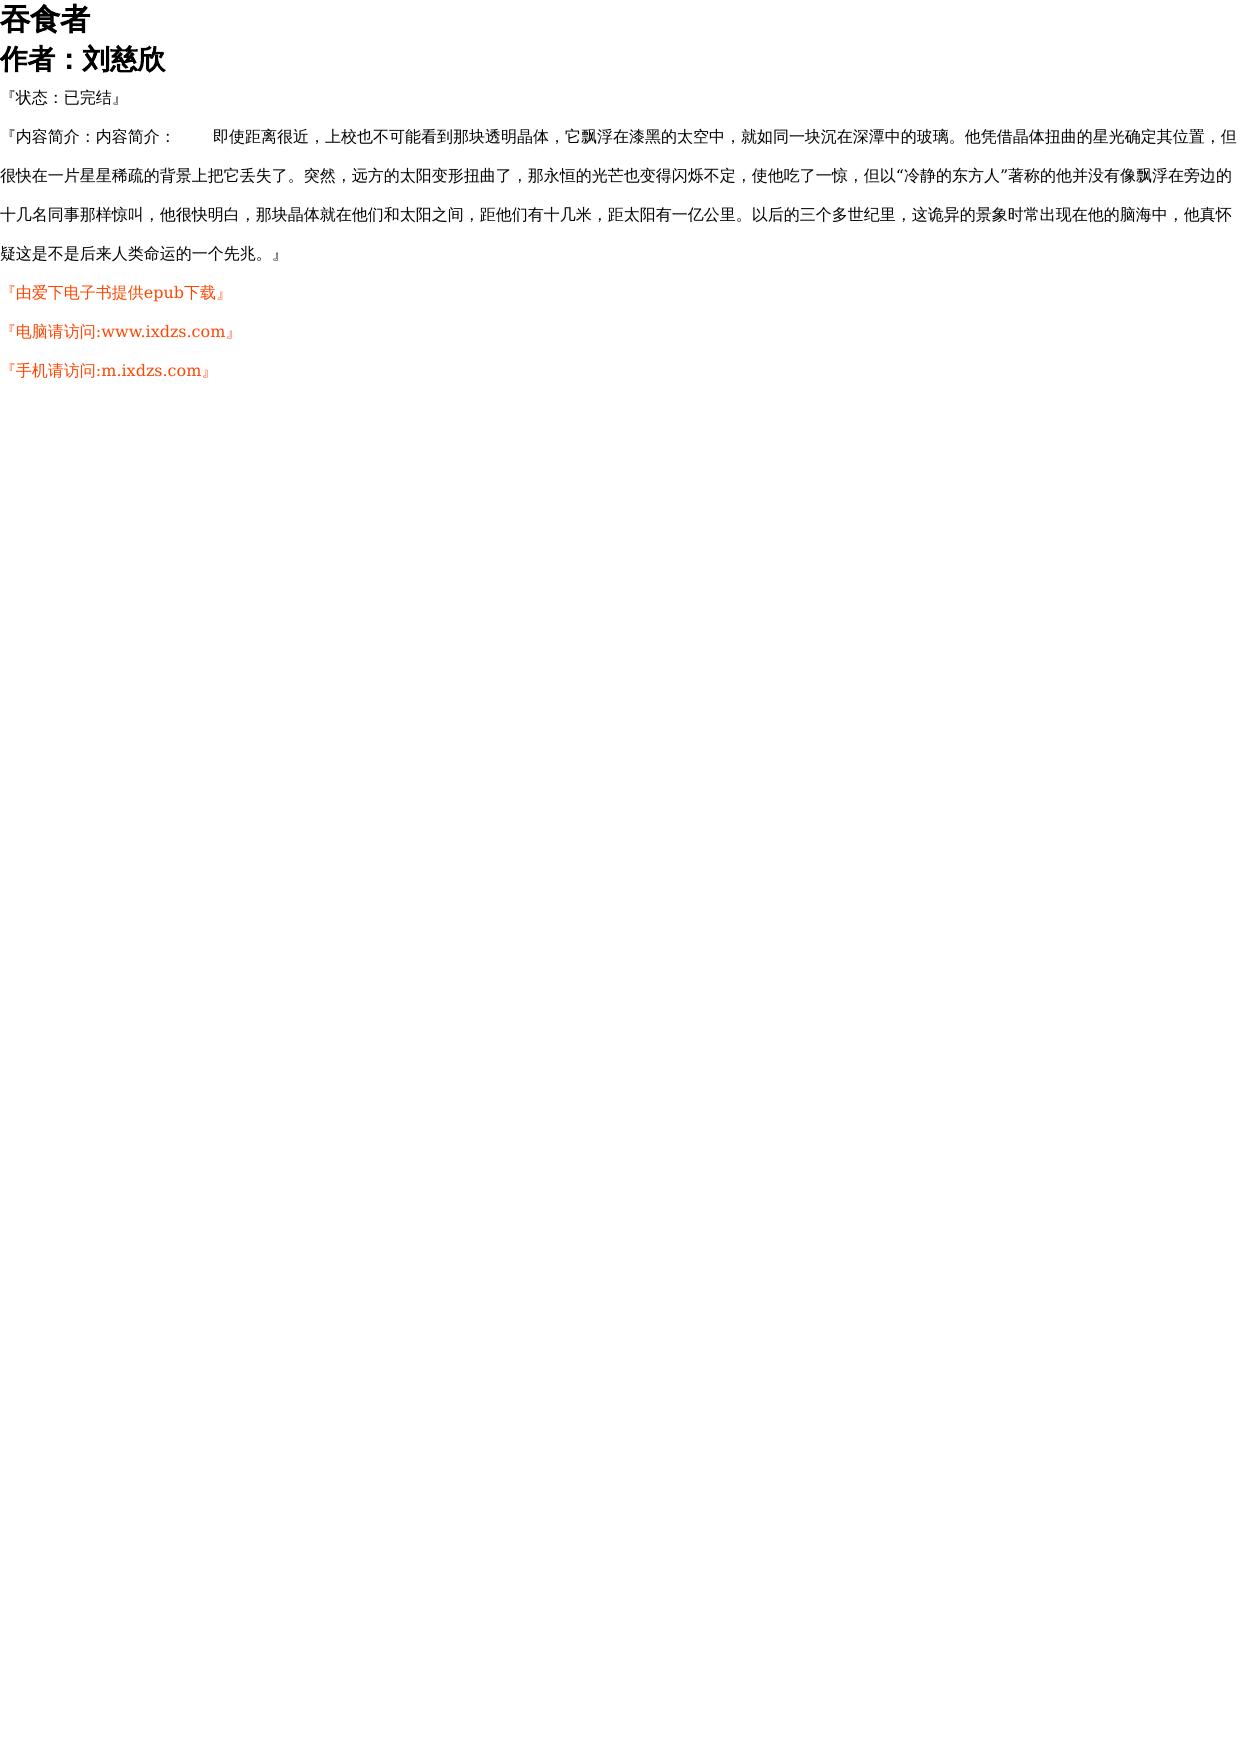 吞食者
作者：刘慈欣
『状态：已完结』
『内容简介：内容简介：　　即使距离很近，上校也不可能看到那块透明晶体，它飘浮在漆黑的太空中，就如同一块沉在深潭中的玻璃。他凭借晶体扭曲的星光确定其位置，但
很快在一片星星稀疏的背景上把它丢失了。突然，远方的太阳变形扭曲了，那永恒的光芒也变得闪烁不定，使他吃了一惊，但以“冷静的东方人”著称的他并没有像飘浮在旁边的
十几名同事那样惊叫，他很快明白，那块晶体就在他们和太阳之间，距他们有十几米，距太阳有一亿公里。以后的三个多世纪里，这诡异的景象时常出现在他的脑海中，他真怀
疑这是不是后来人类命运的一个先兆。』
『由爱下电子书提供epub下载』
『电脑请访问:www.ixdzs.com』
『手机请访问:m.ixdzs.com』